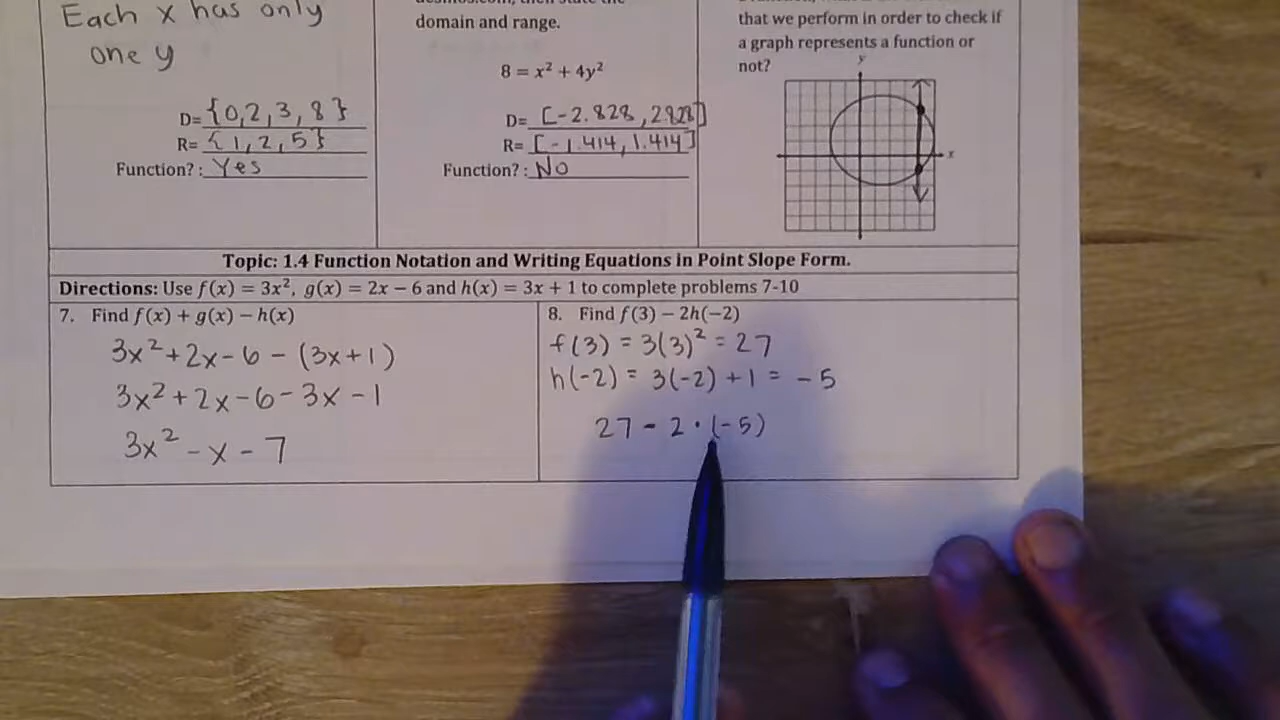 Each x has only
one y
D= {0,2,3,8}
R= {1,2,5}
Function? : Yes
domain and range.
8 = x² + 4y²
D= [-2.828, 2.828]
R= [-1.414, 1.414]
Function? : No
that we perform in order to check if
a graph represents a function or
not?
y
x
Topic: 1.4 Function Notation and Writing Equations in Point Slope Form.
Directions: Use f(x) = 3x², g(x) = 2x − 6 and h(x) = 3x + 1 to complete problems 7-10
7. Find f(x) + g(x) − h(x)
3x² + 2x - 6 - (3x + 1)
3x² + 2x - 6 - 3x - 1
3x² - x - 7
8. Find f(3) − 2h(−2)
f(3) = 3(3)² = 27
h(-2) = 3(-2) + 1 = -5
27 - 2 · (-5)